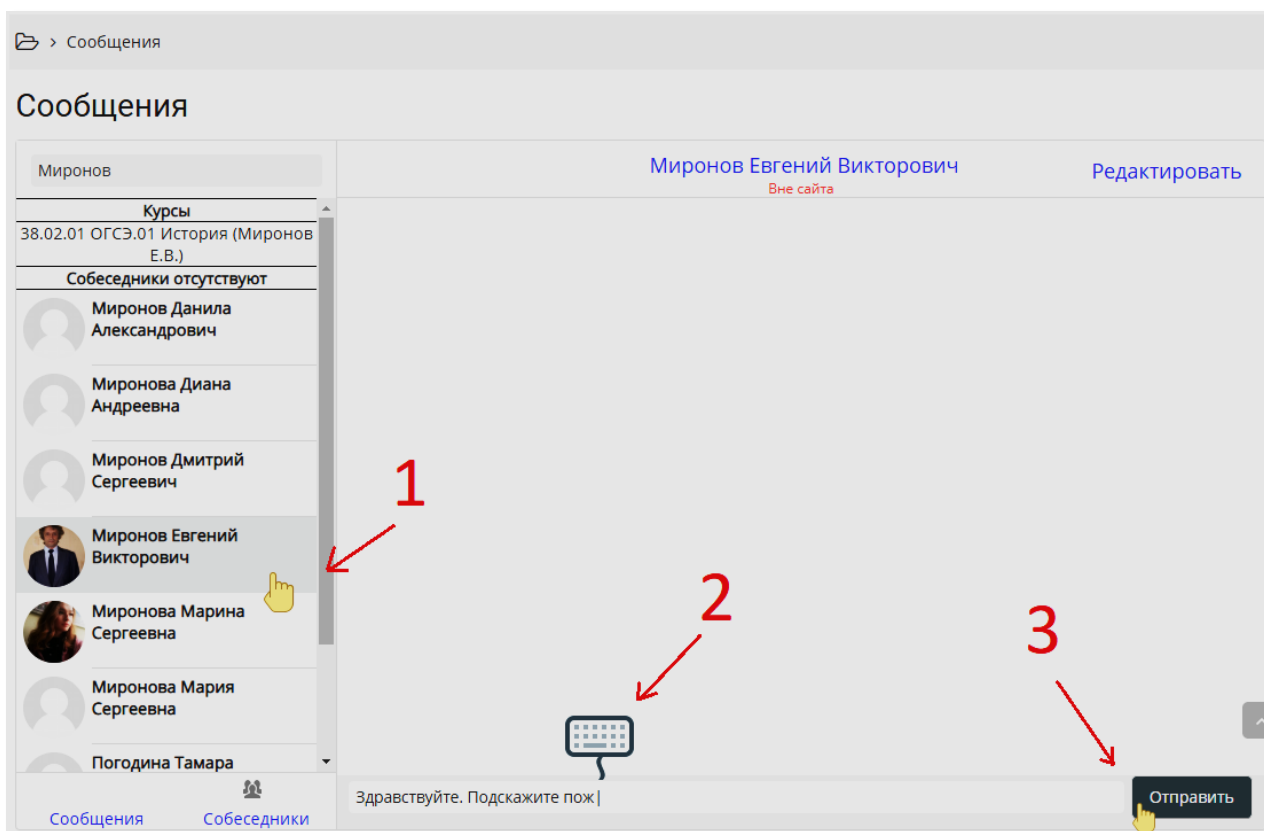 > Сообщения
Сообщения
Миронов
Курсы
38.02.01 ОГСЭ.01 История (Миронов
Е.В.)
Собеседники отсутствуют
Миронов Данила
Александрович
Миронова Диана
Андреевна
Миронов Дмитрий
Сергеевич
Миронов Евгений
Викторович
Миронова Марина
Сергеевна
Миронова Мария
Сергеевна
Погодина Тамара
Сообщения
Собеседники
Миронов Евгений Викторович
Вне сайта
Редактировать
1
2
3
Здравствуйте. Подскажите пож|
Отправить